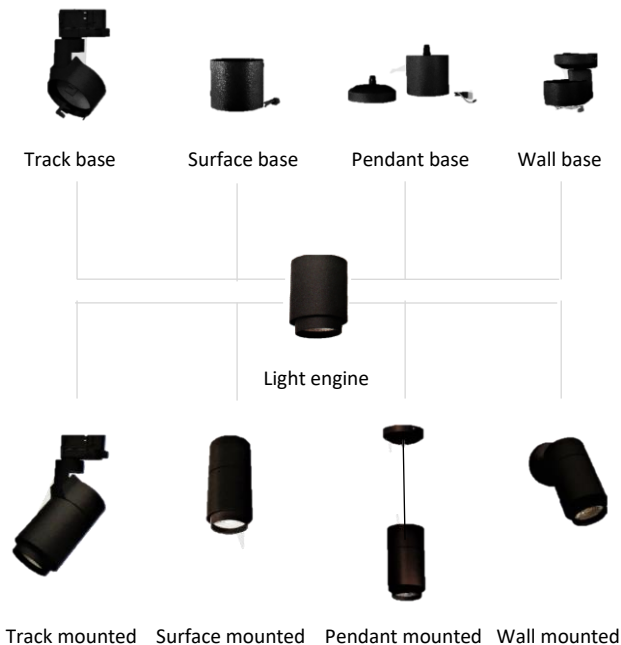 Track base Surface base Pendant base Wall base
Light engine
Track mounted Surface mounted Pendant mounted Wall mounted